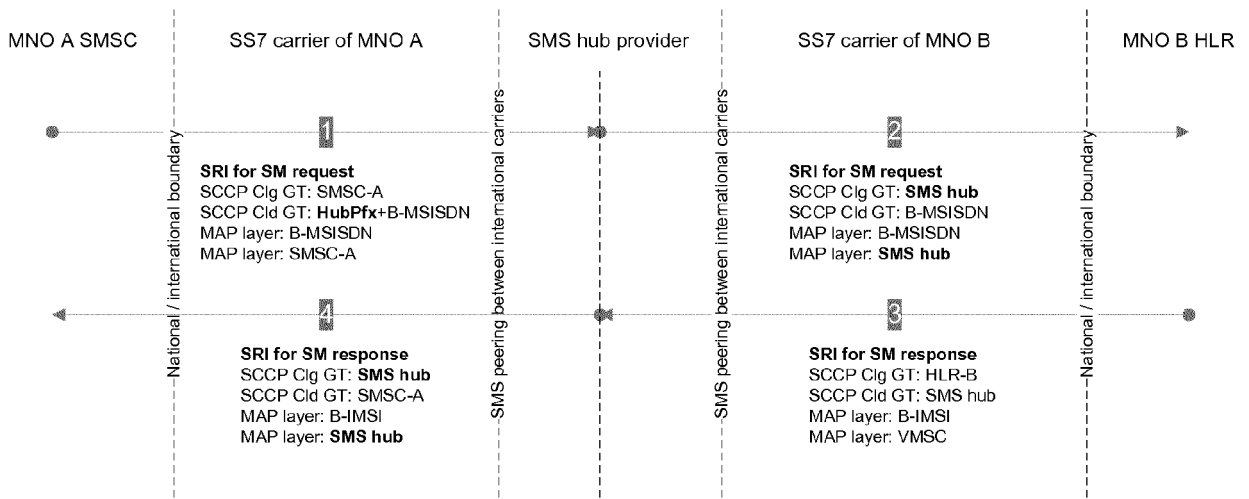 MNO A SMSC
SS7 carrier of MNO A
SMS hub provider
SS7 carrier of MNO B
MNO B HLR
1
2
SRI for SM request
SCCP Clg GT: SMSC-A
SCCP Cld GT: HubPfx+B-MSISDN
MAP layer: B-MSISDN
MAP layer: SMSC-A
SRI for SM request
SCCP Clg GT: SMS hub
SCCP Cld GT: B-MSISDN
MAP layer: B-MSISDN
MAP layer: SMS hub
National / international boundary
SMS peering between international carriers
SMS peering between international carriers
National / international boundary
4
3
SRI for SM response
SCCP Clg GT: SMS hub
SCCP Cld GT: SMSC-A
MAP layer: B-IMSI
MAP layer: SMS hub
SRI for SM response
SCCP Clg GT: HLR-B
SCCP Cld GT: SMS hub
MAP layer: B-IMSI
MAP layer: VMSC